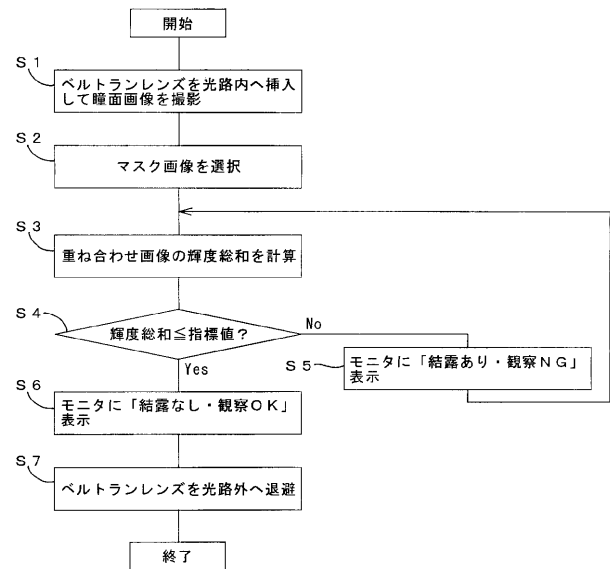 開始
S1
ベルトランレンズを光路内へ挿入
して瞳面画像を撮影
S2
マスク画像を選択
S3
重ね合わせ画像の輝度総和を計算
S4
輝度総和≦指標値?
No
Yes
S5
モニタに「結露あり・観察NG」
表示
S6
モニタに「結露なし・観察OK」
表示
S7
ベルトランレンズを光路外へ退避
終了